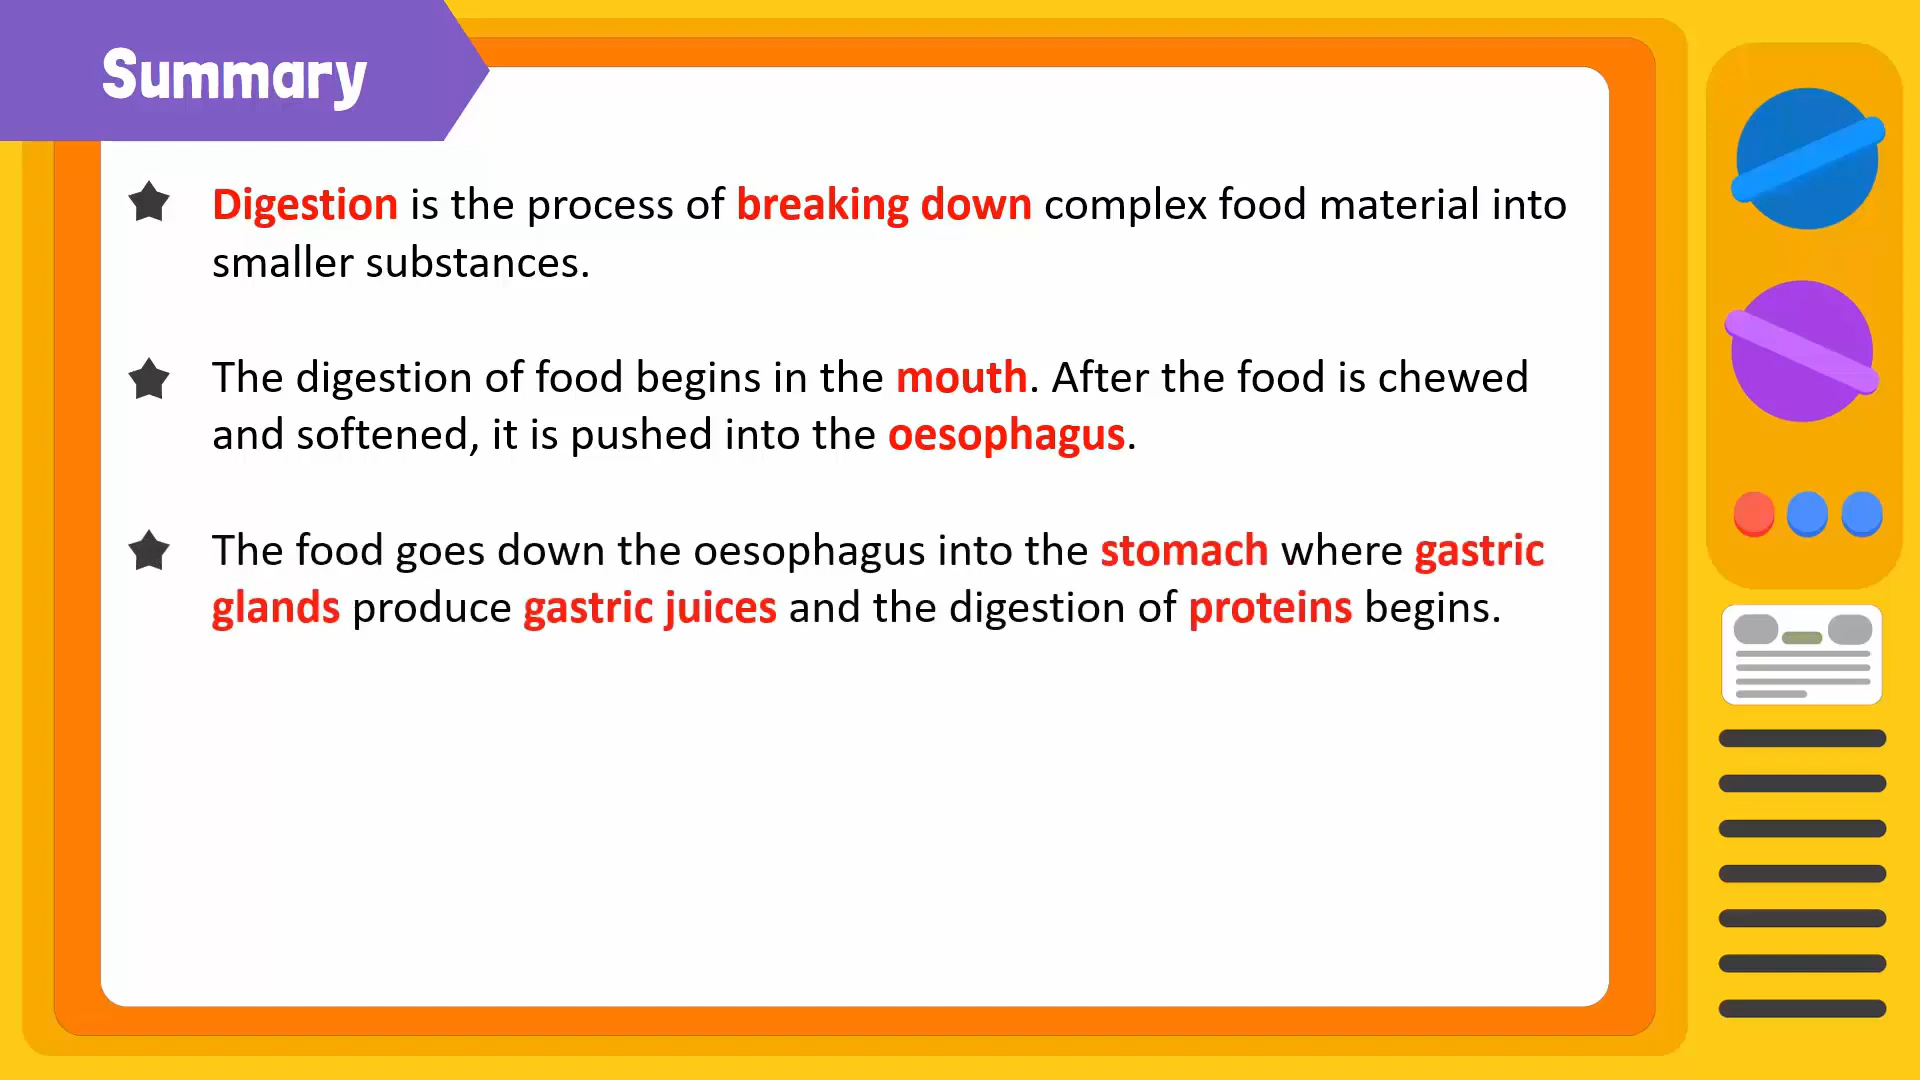 Summary
Digestion is the process of breaking down complex food material into
smaller substances.
The digestion of food begins in the mouth. After the food is chewed
and softened, it is pushed into the oesophagus.
The food goes down the oesophagus into the stomach where gastric
glands produce gastric juices and the digestion of proteins begins.